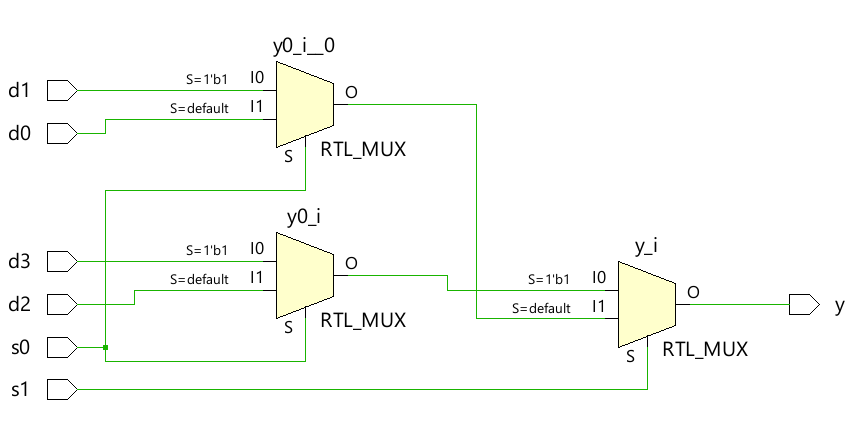 y0_i__0
d1 S=1'b1 I0 O
d0 S=default I1
S RTL_MUX
y0_i
d3 S=1'b1 I0 O
d2 S=default I1
S RTL_MUX
y_i
S=1'b1 I0 O
S=default I1 y
S RTL_MUX
s0
s1